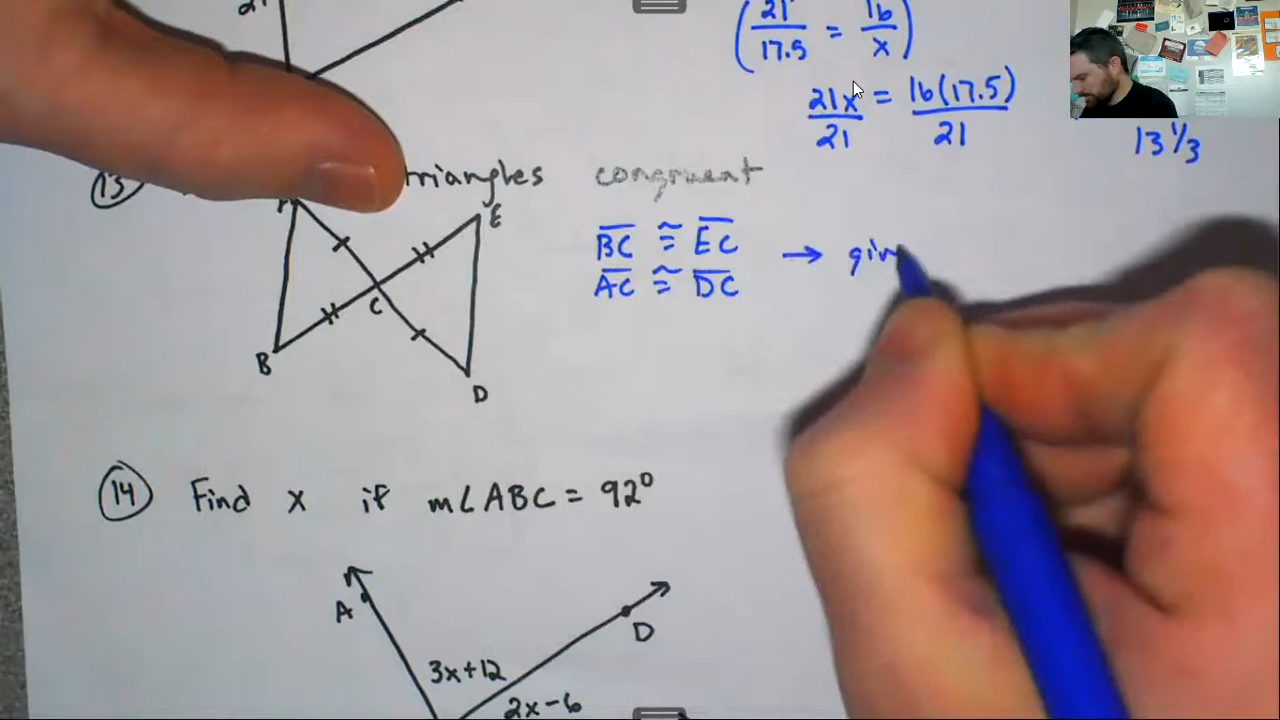 21
21/17.5 = 16/x
21x/21 = 16(17.5)/21
13 1/3
13 triangles congruent
A
E
BC ≅ EC
AC ≅ DC → giv
C
B
D
14 Find x if m∠ABC = 92°
A
D
3x+12
2x-6